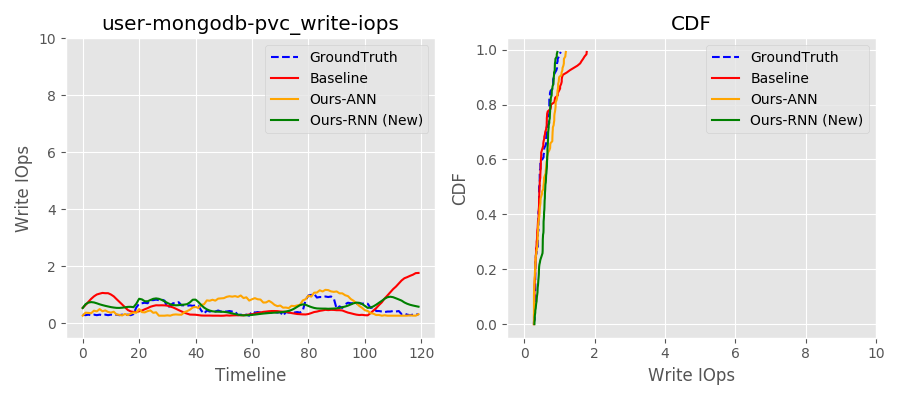 user-mongodb-pvc_write-iops
10
8
6
4
2
0
Write IOps
0 20 40 60 80 100 120
Timeline
GroundTruth
Baseline
Ours-ANN
Ours-RNN (New)
CDF
1.0
0.8
0.6
0.4
0.2
0.0
CDF
0 2 4 6 8 10
Write IOps
GroundTruth
Baseline
Ours-ANN
Ours-RNN (New)